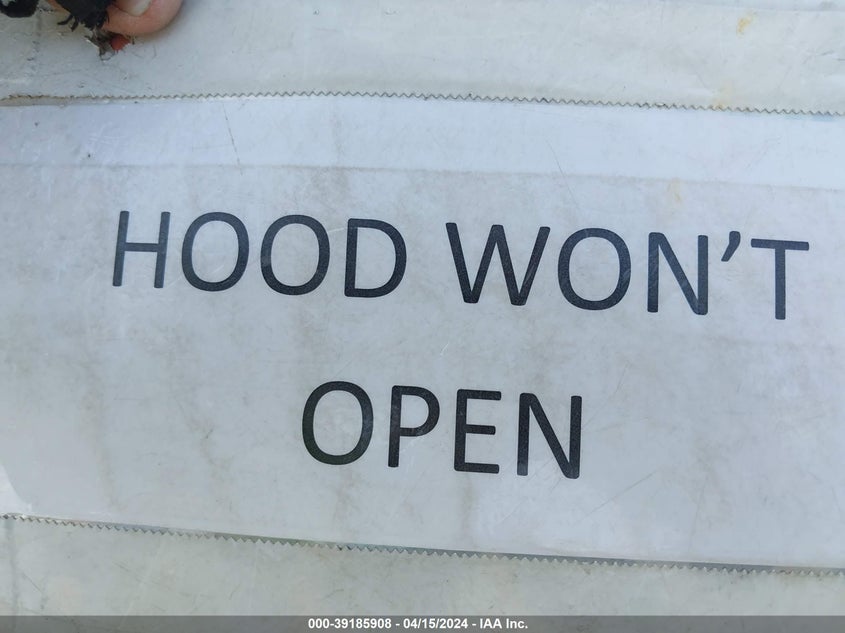 HOOD WON'T
OPEN
000-39185908 - 04/15/2024 - IAA Inc.